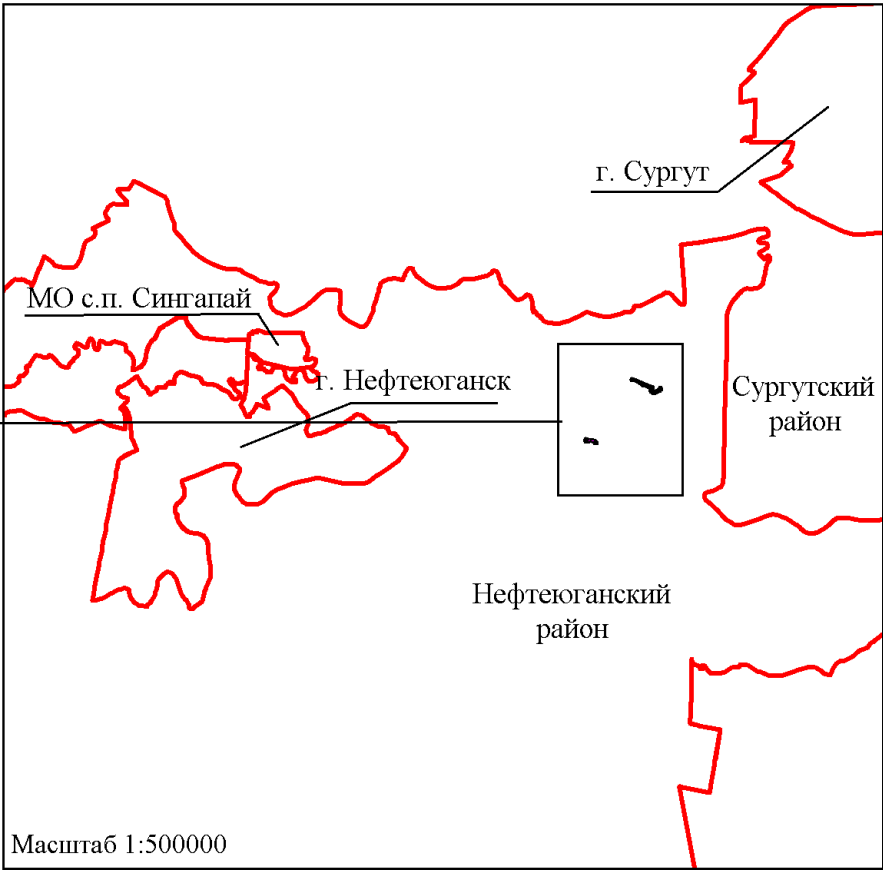 г. Сургут
МО с.п. Сингапай
г. Нефтеюганск
Сургутский
район
Нефтеюганский
район
Масштаб 1:500000